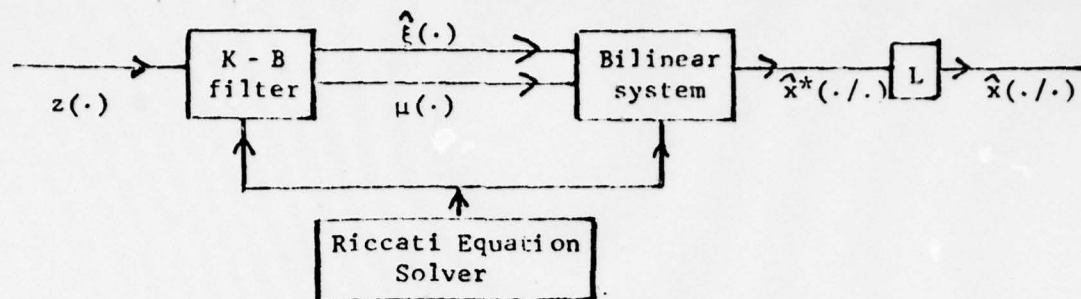 K - B
filter
z(·)
ξ̂(·)
μ(·)
Bilinear
system
x̂*(·/·)
L
x̂(·/·)
Riccati Equation
Solver